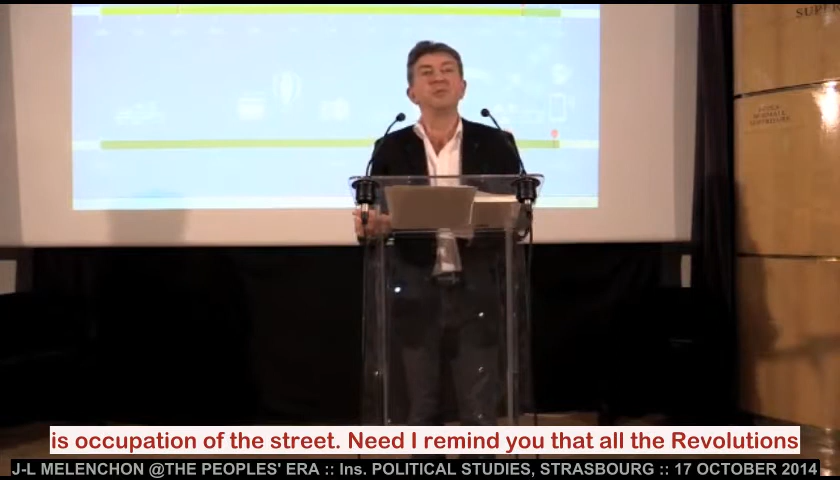 SUPER
is occupation of the street. Need I remind you that all the Revolutions
J-L MELENCHON @THE PEOPLES' ERA :: Ins. POLITICAL STUDIES, STRASBOURG :: 17 OCTOBER 2014